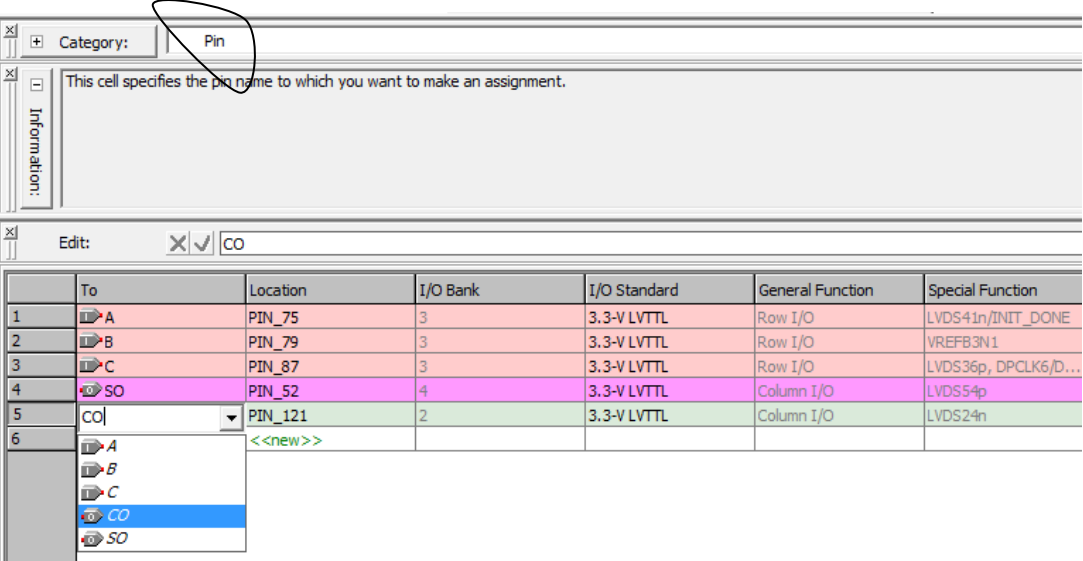 Category: Pin
This cell specifies the pin name to which you want to make an assignment.
Information:
Edit: CO
To Location I/O Bank I/O Standard General Function Special Function
1 A PIN_75 3 3.3-V LVTTL Row I/O LVDS41n/INIT_DONE
2 B PIN_79 3 3.3-V LVTTL Row I/O VREFB3N1
3 C PIN_87 3 3.3-V LVTTL Row I/O LVDS36p, DPCLK6/D...
4 SO PIN_52 4 3.3-V LVTTL Column I/O LVDS54p
5 CO PIN_121 2 3.3-V LVTTL Column I/O LVDS24n
6 <<new>>
A
B
C
CO
SO